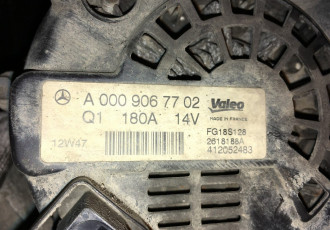 A 000 906 77 02
Q1 180A 14V
12W47
Valeo
MADE IN FRANCE
FG18S128
2618188A
412052483